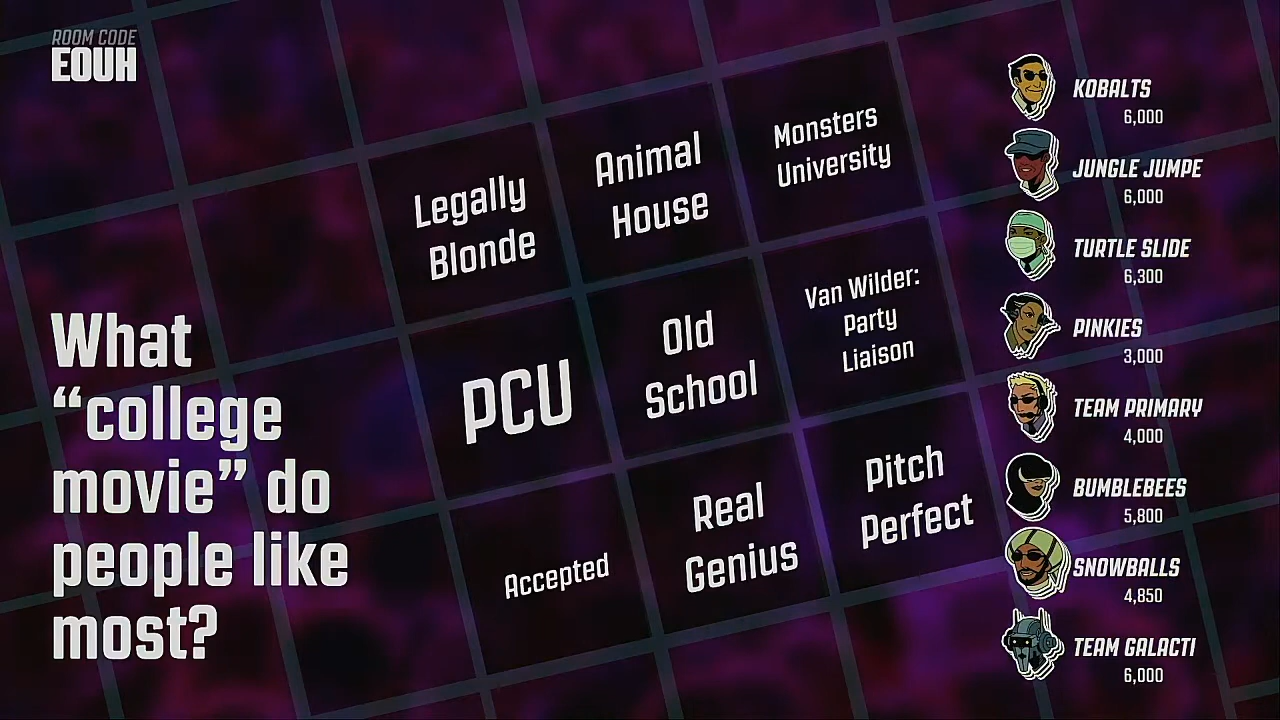 ROOM CODE
EOUH
What
“college
movie” do
people like
most?
Legally
Blonde
Animal
House
Monsters
University
PCU
Old
School
Van Wilder:
Party
Liaison
Accepted
Real
Genius
Pitch
Perfect
KOBALTS
6,000
JUNGLE JUMPE
6,000
TURTLE SLIDE
6,300
PINKIES
3,000
TEAM PRIMARY
4,000
BUMBLEBEES
5,800
SNOWBALLS
4,850
TEAM GALACTI
6,000